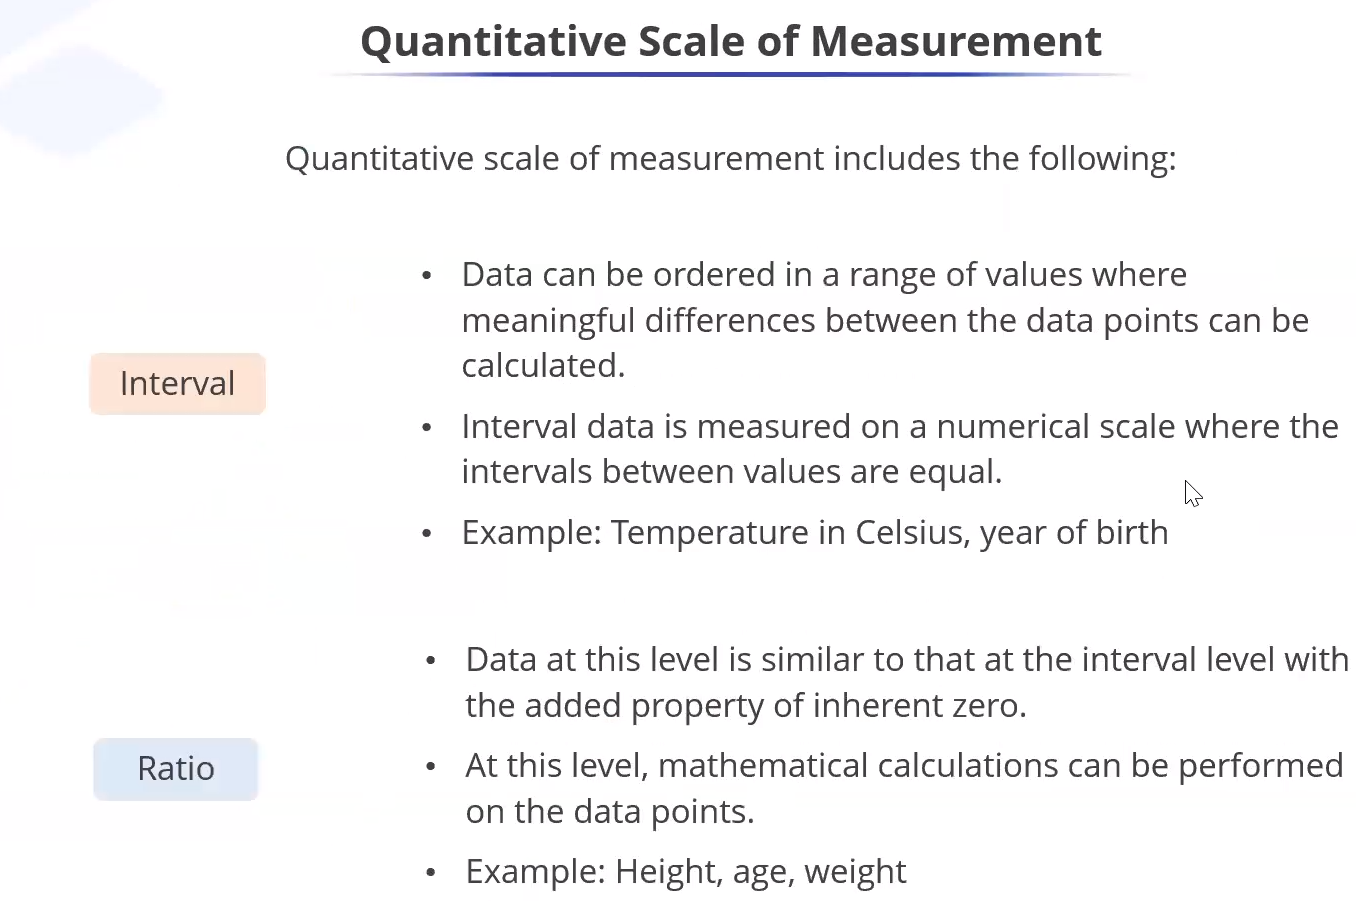 Quantitative Scale of Measurement
Quantitative scale of measurement includes the following:
Interval
• Data can be ordered in a range of values where
meaningful differences between the data points can be
calculated.
• Interval data is measured on a numerical scale where the
intervals between values are equal.
• Example: Temperature in Celsius, year of birth
Ratio
• Data at this level is similar to that at the interval level with
the added property of inherent zero.
• At this level, mathematical calculations can be performed
on the data points.
• Example: Height, age, weight